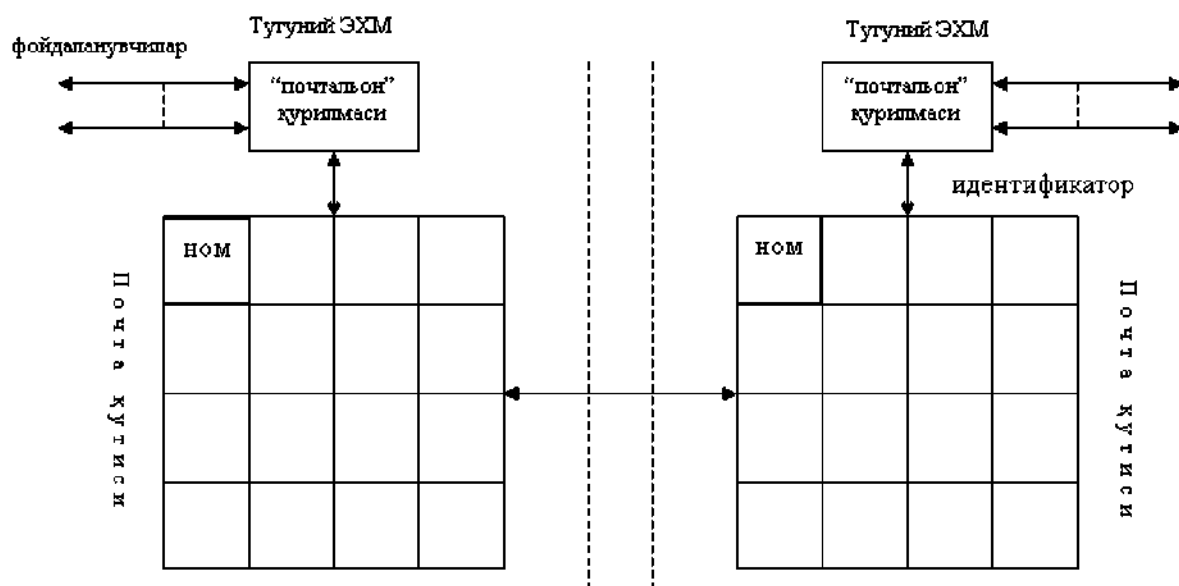 Тугуний ЭХМ
Тугуний ЭХМ
фойдаланувчилар
“почтальон”
қурилмаси
“почтальон”
қурилмаси
идентификатор
ном
ном
Почта қутиси
Почта қутиси